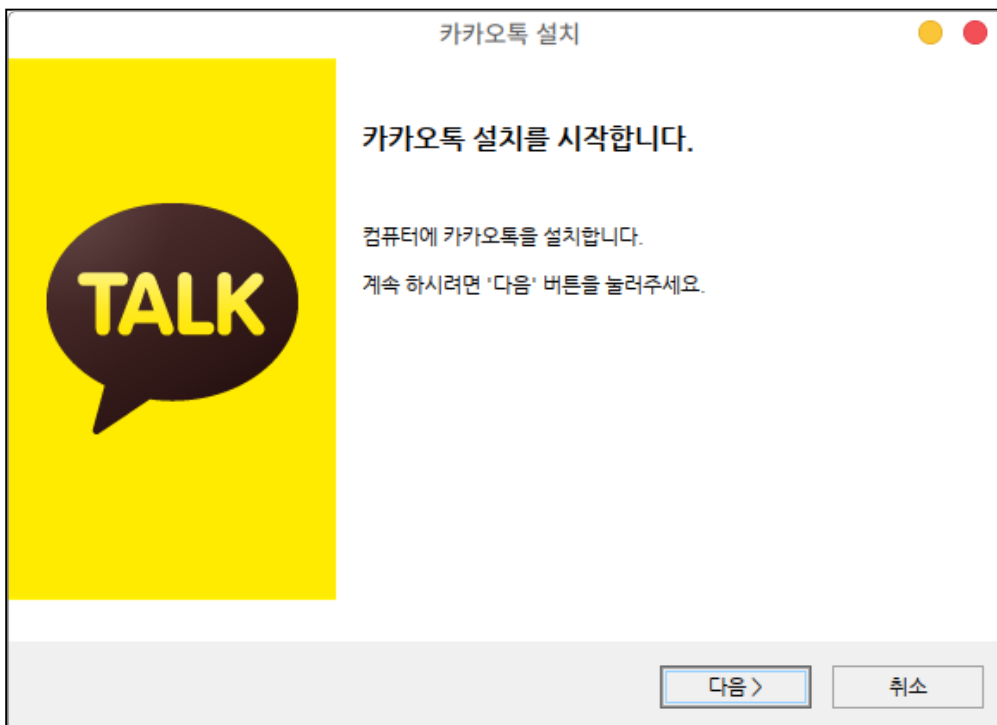 카카오톡 설치
카카오톡 설치를 시작합니다.
컴퓨터에 카카오톡을 설치합니다.
계속 하시려면 '다음' 버튼을 눌러주세요.
TALK
다음 >
취소